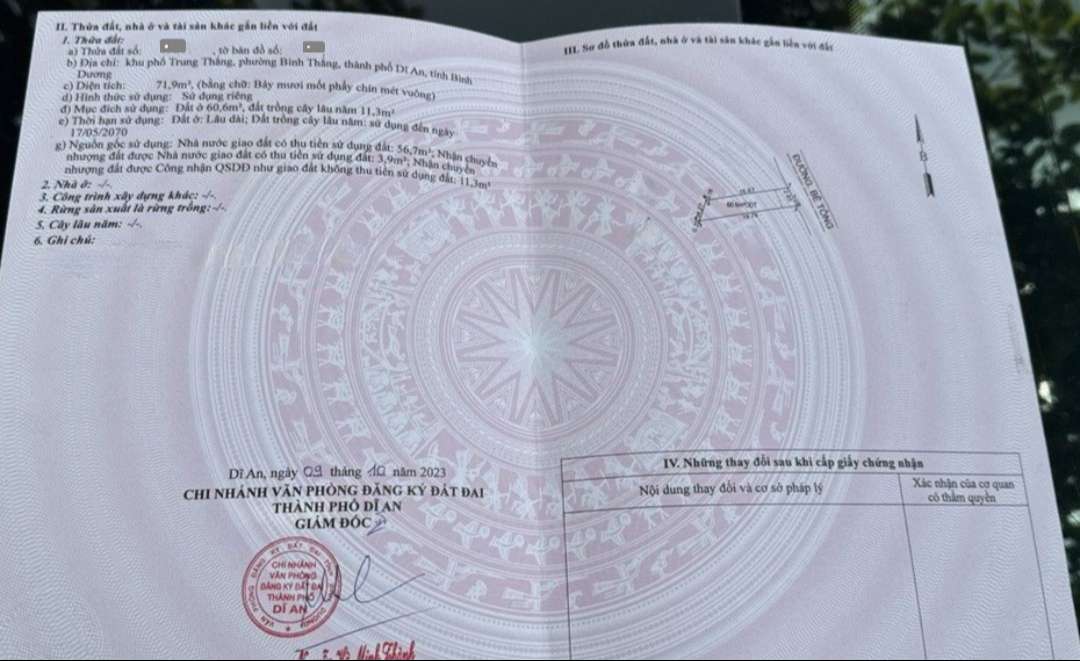 II. Thửa đất, nhà ở và tài sản khác gắn liền với đất
1. Thửa đất:
a) Thửa đất số: , tờ bản đồ số:
b) Địa chỉ: khu phố Trung Thắng, phường Bình Thắng, thành phố Dĩ An, tỉnh Bình
Dương
c) Diện tích: 71,9m², (bằng chữ: Bảy mươi mốt phẩy chín mét vuông)
d) Hình thức sử dụng: Sử dụng riêng
đ) Mục đích sử dụng: Đất ở 60,6m², đất trồng cây lâu năm 11,3m²
e) Thời hạn sử dụng: Đất ở: Lâu dài; Đất trồng cây lâu năm: sử dụng đến ngày
17/05/2070
g) Nguồn gốc sử dụng: Nhà nước giao đất có thu tiền sử dụng đất: 56,7m²; Nhận chuyển
nhượng đất được Nhà nước giao đất có thu tiền sử dụng đất: 3,9m²; Nhận chuyển
nhượng đất được Công nhận QSDĐ như giao đất không thu tiền sử dụng đất: 11,3m²
2. Nhà ở: -/-.
3. Công trình xây dựng khác: -/-.
4. Rừng sản xuất là rừng trồng: -/-.
5. Cây lâu năm: -/-.
6. Ghi chú:
Dĩ An, ngày 09 tháng 10 năm 2023
CHI NHÁNH VĂN PHÒNG ĐĂNG KÝ ĐẤT ĐAI
THÀNH PHỐ DĨ AN
GIÁM ĐỐC
CHI NHÁNH
VĂN PHÒNG
ĐĂNG KÝ ĐẤT ĐAI
THÀNH PHỐ
DĨ AN
III. Sơ đồ thửa đất, nhà ở và tài sản khác gắn liền với đất
ĐƯỜNG BÊ TÔNG
B
IV. Những thay đổi sau khi cấp giấy chứng nhận
Nội dung thay đổi và cơ sở pháp lý
Xác nhận của cơ quan
có thẩm quyền